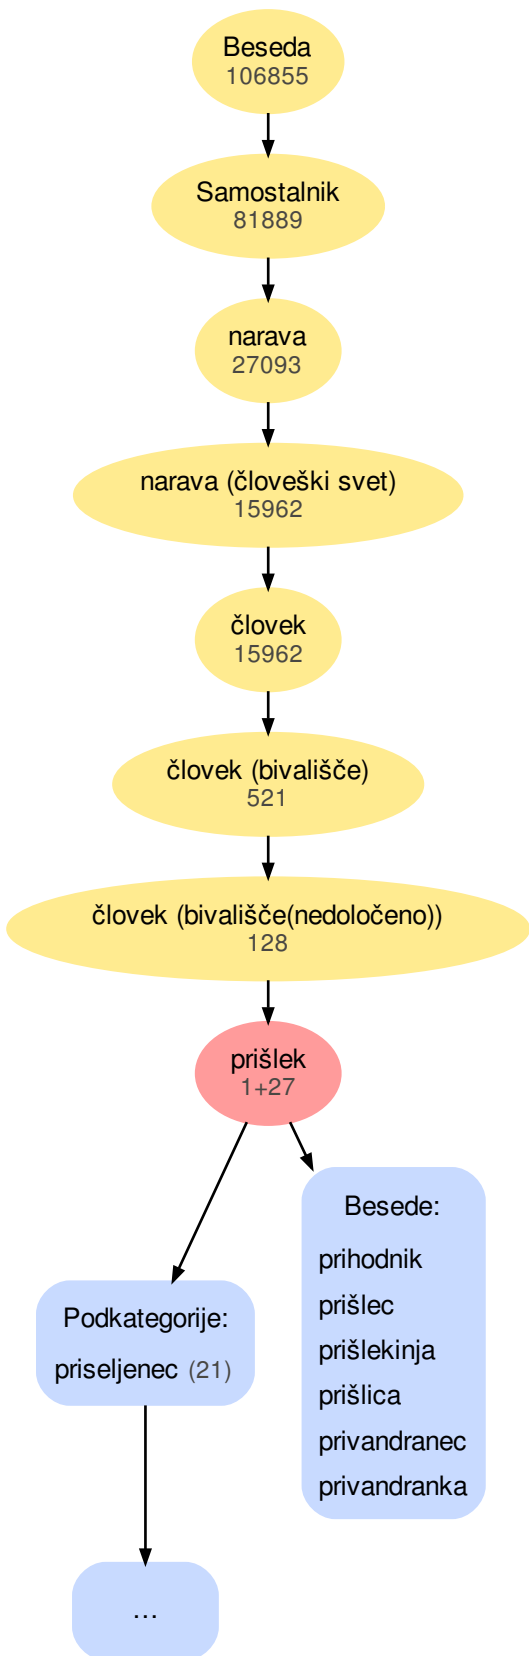 Beseda
106855
Samostalnik
81889
narava
27093
narava (človeški svet)
15962
človek
15962
človek (bivališče)
521
človek (bivališče(nedoločeno))
128
prišlek
1+27
Besede:
prihodnik
prišlec
prišlekinja
prišlica
privandranec
privandranka
Podkategorije:
priseljenec (21)
...